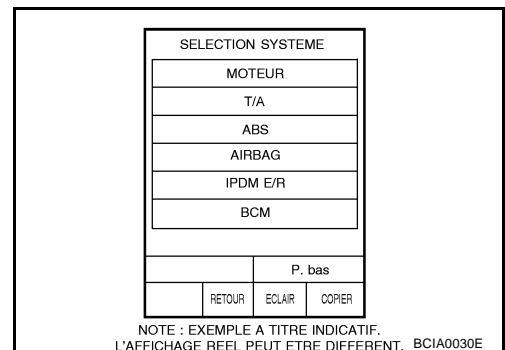 SELECTION SYSTEME
MOTEUR
T/A
ABS
AIRBAG
IPDM E/R
BCM
P. bas
RETOUR ECLAIR COPIER
NOTE : EXEMPLE A TITRE INDICATIF.
L'AFFICHAGE REEL PEUT ETRE DIFFERENT. BCIA0030E